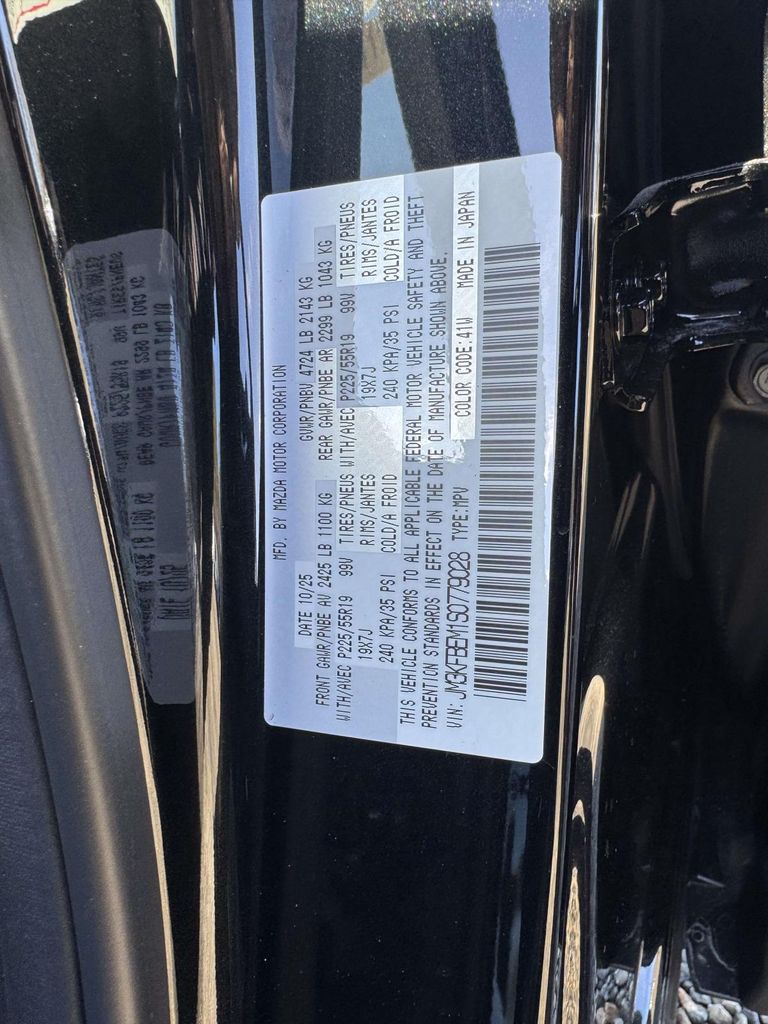 MFD. BY MAZDA MOTOR CORPORATION
DATE 10/25 GVWR/PNBV 4724 LB 2143 KG
FRONT GAWR/PNBE AV 2425 LB 1100 KG REAR GAWR/PNBE AR 2299 LB 1043 KG
WITH/AVEC P225/55R19 99V TIRES/PNEUS WITH/AVEC P225/55R19 99V TIRES/PNEUS
19X7J RIMS/JANTES 19X7J RIMS/JANTES
240 KPA/35 PSI COLD/A FROID 240 KPA/35 PSI COLD/A FROID
THIS VEHICLE CONFORMS TO ALL APPLICABLE FEDERAL MOTOR VEHICLE SAFETY AND THEFT
PREVENTION STANDARDS IN EFFECT ON THE DATE OF MANUFACTURE SHOWN ABOVE.
VIN: JM3KFBEM1S0779028 TYPE:MPV COLOR CODE:41W MADE IN JAPAN